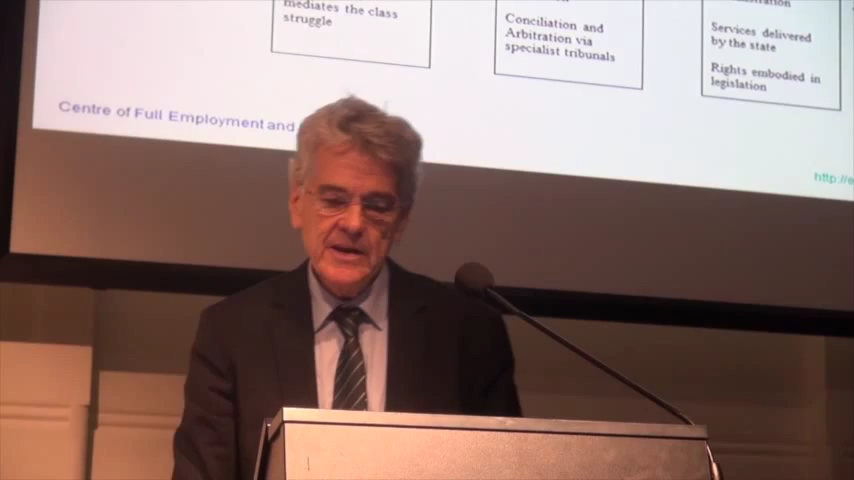 mediates the class
struggle
Conciliation and
Arbitration via
specialist tribunals
Services delivered
by the state
Rights embodied in
legislation
Centre of Full Employment and
http://e